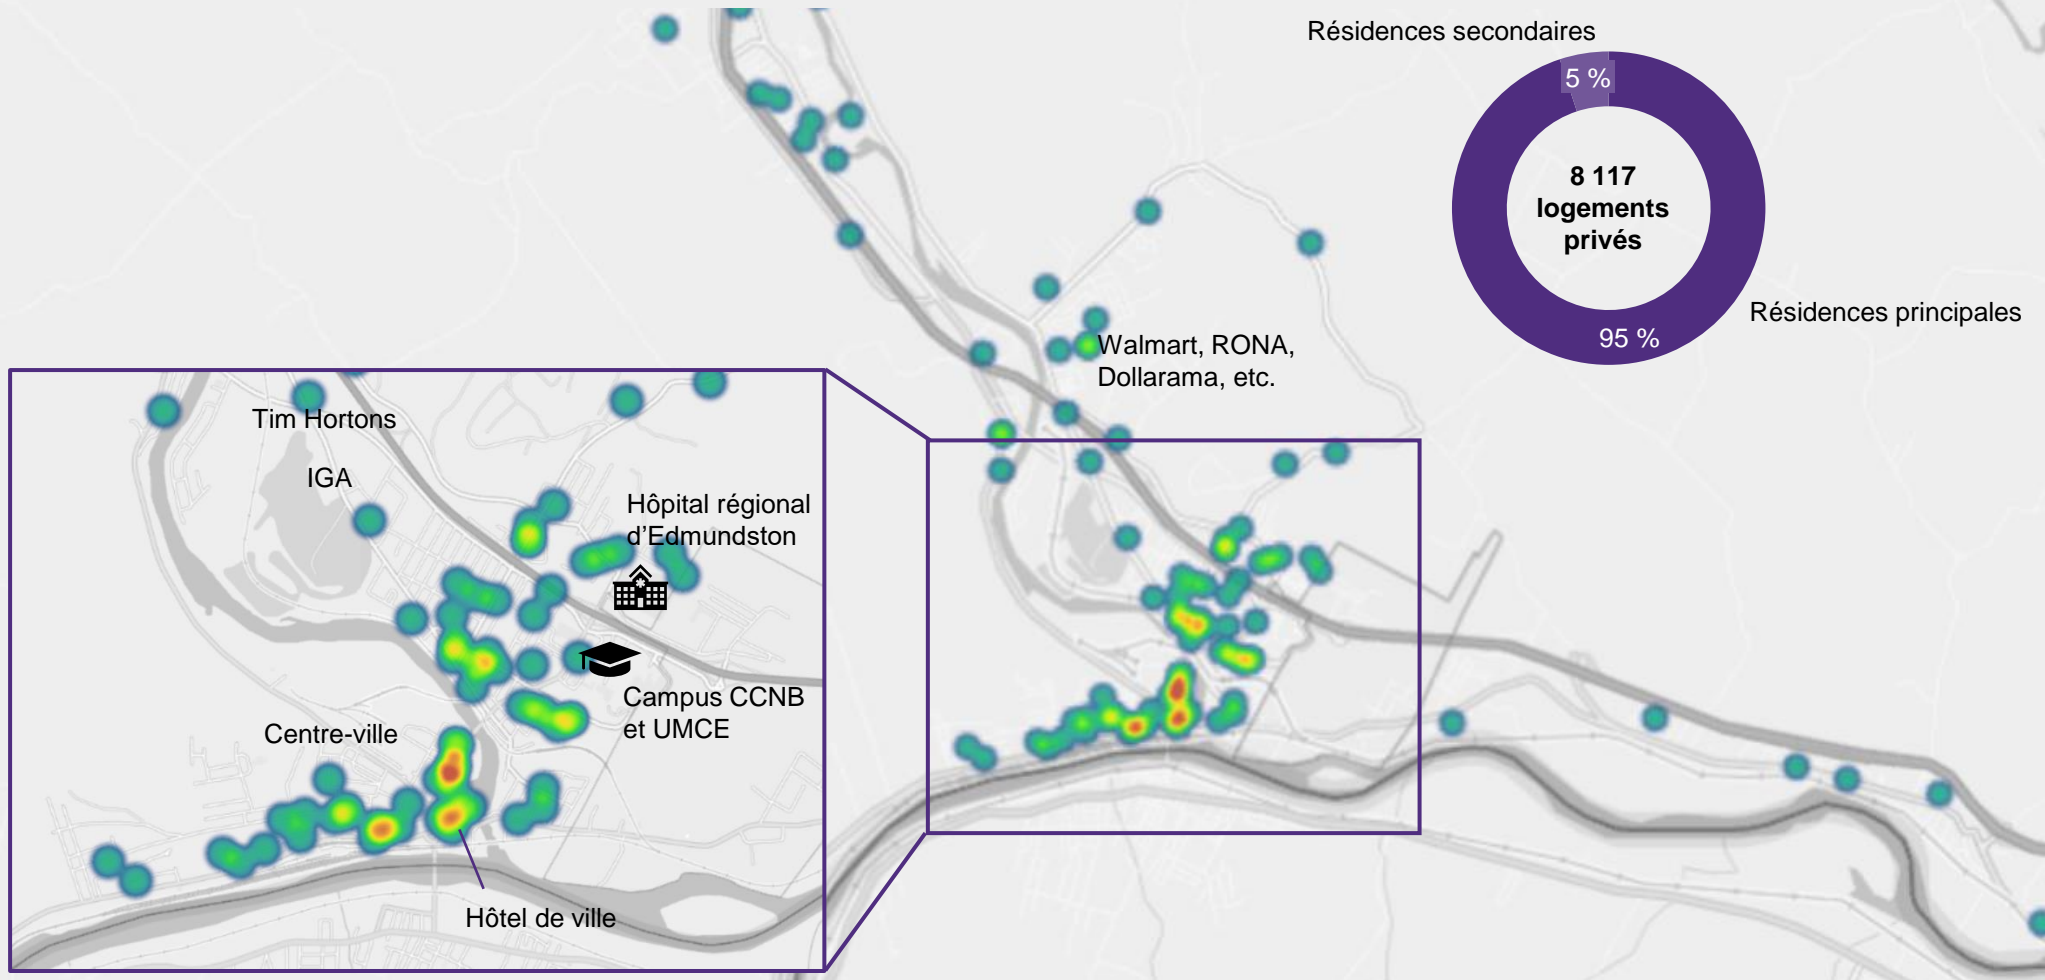 Résidences secondaires
5 %
8 117
logements
privés
Résidences principales
95 %
Walmart, RONA,
Dollarama, etc.
Tim Hortons
IGA
Hôpital régional
d’Edmundston
Campus CCNB
et UMCE
Centre-ville
Hôtel de ville